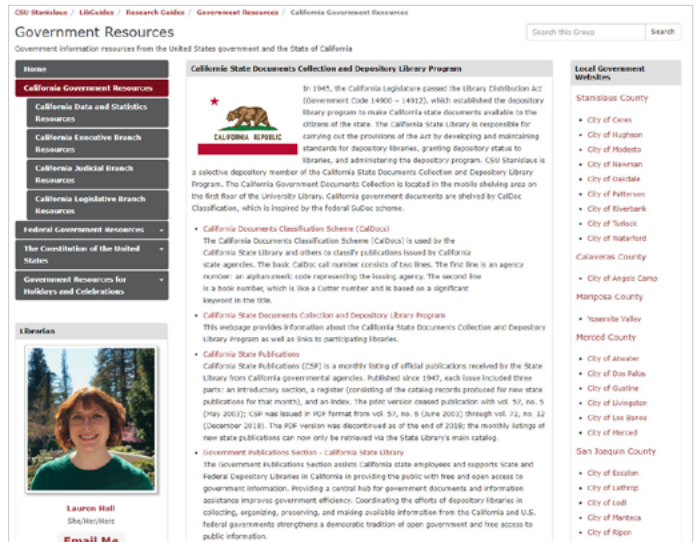 CSU Stanislaus / LibGuides / Research Guides / Government Resources / California Government Resources
Government Resources
Search this Group
Search
Government information resources from the United States government and the State of California
Home
California Government Resources
California Data and Statistics
Resources
California Executive Branch
Resources
California Judicial Branch
Resources
California Legislative Branch
Resources
Federal Government Resources
The Constitution of the United
States
Government Resources for
Holidays and Celebrations
Librarian
Lauren Hall
She/Her/Hers
Email Me
California State Documents Collection and Depository Library Program
CALIFORNIA REPUBLIC
In 1945, the California Legislature passed the Library Distribution Act
(Government Code 14900 - 14912), which established the depository
library program to make California state documents available to the
citizens of the state. The California State Library is responsible for
carrying out the provisions of the Act by developing and maintaining
standards for depository libraries, granting depository status to
libraries, and administering the depository program. CSU Stanislaus is
a selective depository member of the California State Documents Collection and Depository Library
Program. The California Government Documents Collection is located in the mobile shelving area on
the first floor of the University Library. California government documents are shelved by CalDoc
Classification, which is inspired by the federal SuDoc scheme.
• California Documents Classification Scheme (CalDocs)
The California Documents Classification Scheme (CalDocs) is used by the
California State Library and others to classify publications issued by California
state agencies. The basic CalDoc call number consists of two lines. The first line is an agency
number: an alphanumeric code representing the issuing agency. The second line
is a book number, which is like a Cutter number and is based on a significant
keyword in the title.
• California State Documents Collection and Depository Library Program
This webpage provides information about the California State Documents Collection and Depository
Library Program as well as links to participating libraries.
• California State Publications
California State Publications (CSP) is a monthly listing of official publications received by the State
Library from California governmental agencies. Published since 1947, each issue included three
parts: an introductory section, a register (consisting of the catalog records produced for new state
publications for that month), and an index. The print version ceased publication with vol. 57, no. 5
(May 2003); CSP was issued in PDF format from vol. 57, no. 6 (June 2003) through vol. 72, no. 12
(December 2018). The PDF version was discontinued as of the end of 2018; the monthly listings of
new state publications can now only be retrieved via the State Library's main catalog.
• Government Publications Section - California State Library
The Government Publications Section assists California state employees and supports State and
Federal Depository Libraries in California in providing the public with free and open access to
government information. Providing a central hub for government documents and information
assistance improves government efficiency. Coordinating the efforts of depository libraries in
collecting, organizing, preserving, and making available information from the California and U.S.
federal governments strengthens a democratic tradition of open government and free access to
public information.
Local Government
Websites
Stanislaus County
• City of Ceres
• City of Hughson
• City of Modesto
• City of Newman
• City of Oakdale
• City of Patterson
• City of Riverbank
• City of Turlock
• City of Waterford
Calaveras County
• City of Angels Camp
Mariposa County
• Yosemite Valley
Merced County
• City of Atwater
• City of Dos Palos
• City of Gustine
• City of Livingston
• City of Los Banos
• City of Merced
San Joaquin County
• City of Escalon
• City of Lathrop
• City of Lodi
• City of Manteca
• City of Ripon